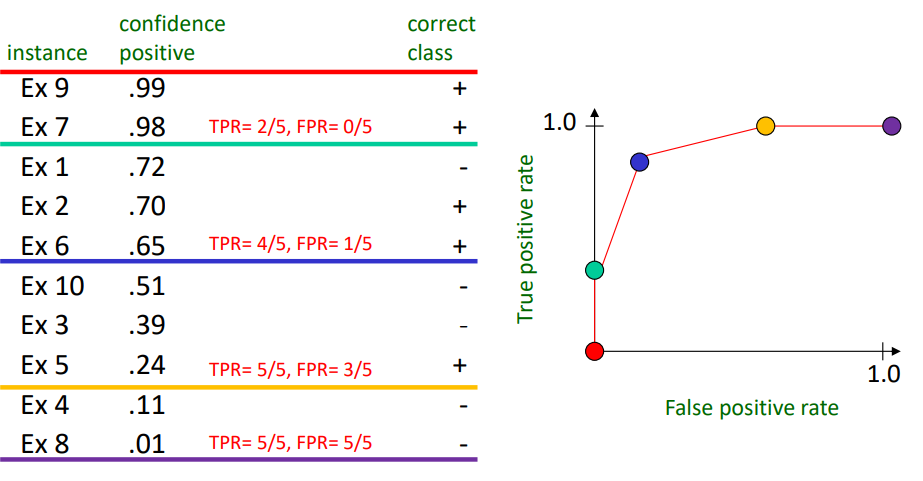 confidence correct
instance positive class
Ex 9 .99 +
Ex 7 .98 TPR= 2/5, FPR= 0/5 +
Ex 1 .72 -
Ex 2 .70 +
Ex 6 .65 TPR= 4/5, FPR= 1/5 +
Ex 10 .51 -
Ex 3 .39 -
Ex 5 .24 TPR= 5/5, FPR= 3/5 +
Ex 4 .11 -
Ex 8 .01 TPR= 5/5, FPR= 5/5 -
1.0
True positive rate
1.0
False positive rate